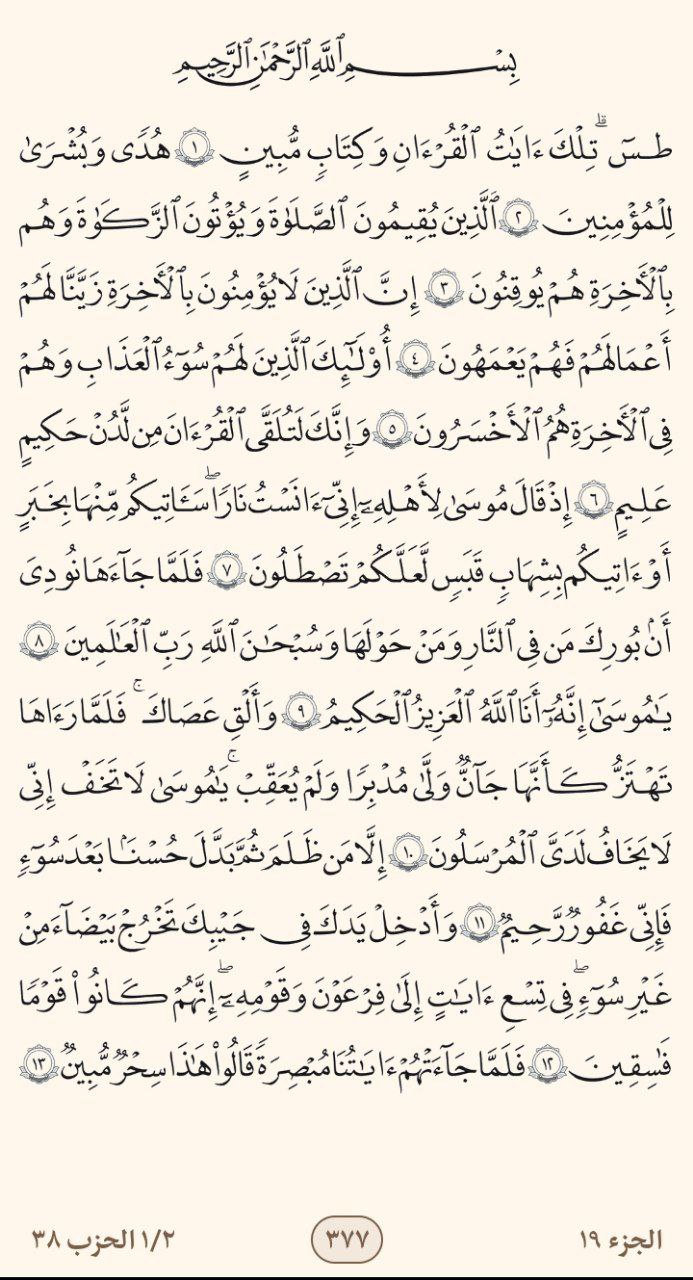 بِسْمِ ٱللَّهِ ٱلرَّحْمَٰنِ ٱلرَّحِيمِ
طسٓ ۚ تِلْكَ ءَايَٰتُ ٱلْقُرْءَانِ وَكِتَابٍ مُّبِينٍ ١ هُدًى وَبُشْرَىٰ
لِلْمُؤْمِنِينَ ٢ ٱلَّذِينَ يُقِيمُونَ ٱلصَّلَوٰةَ وَيُؤْتُونَ ٱلزَّكَوٰةَ وَهُم
بِٱلْأَخِرَةِ هُمْ يُوقِنُونَ ٣ إِنَّ ٱلَّذِينَ لَا يُؤْمِنُونَ بِٱلْأَخِرَةِ زَيَّنَّا لَهُمْ
أَعْمَٰلَهُمْ فَهُمْ يَعْمَهُونَ ٤ أُو۟لَٰٓئِكَ ٱلَّذِينَ لَهُمْ سُوٓءُ ٱلْعَذَابِ وَهُمْ
فِى ٱلْأَخِرَةِ هُمُ ٱلْأَخْسَرُونَ ٥ وَإِنَّكَ لَتُلَقَّى ٱلْقُرْءَانَ مِن لَّدُنْ حَكِيمٍ
عَلِيمٍ ٦ إِذْ قَالَ مُوسَىٰ لِأَهْلِهِۦٓ إِنِّىٓ ءَانَسْتُ نَارًا ۖ سَـَٔاتِيكُم مِّنْهَا بِخَبَرٍ
أَوْ ءَاتِيكُم بِشِهَابٍ قَبَسٍ لَّعَلَّكُمْ تَصْطَلُونَ ٧ فَلَمَّا جَآءَهَا نُودِىَ
أَنۢ بُورِكَ مَن فِى ٱلنَّارِ وَمَنْ حَوْلَهَا وَسُبْحَٰنَ ٱللَّهِ رَبِّ ٱلْعَٰلَمِينَ ٨
يَٰمُوسَىٰٓ إِنَّهُۥٓ أَنَا ٱللَّهُ ٱلْعَزِيزُ ٱلْحَكِيمُ ٩ وَأَلْقِ عَصَاكَ ۚ فَلَمَّا رَءَاهَا
تَهْتَزُّ كَأَنَّهَا جَآنٌّ وَلَّىٰ مُدْبِرًا وَلَمْ يُعَقِّبْ ۚ يَٰمُوسَىٰ لَا تَخَفْ إِنِّى
لَا يَخَافُ لَدَىَّ ٱلْمُرْسَلُونَ ١٠ إِلَّا مَن ظَلَمَ ثُمَّ بَدَّلَ حُسْنًۢا بَعْدَ سُوٓءٍ
فَإِنِّى غَفُورٌ رَّحِيمٌ ١١ وَأَدْخِلْ يَدَكَ فِى جَيْبِكَ تَخْرُجْ بَيْضَآءَ مِنْ
غَيْرِ سُوٓءٍ ۖ فِى تِسْعِ ءَايَٰتٍ إِلَىٰ فِرْعَوْنَ وَقَوْمِهِۦٓ ۖ إِنَّهُمْ كَانُوا۟ قَوْمًا
فَٰسِقِينَ ١٢ فَلَمَّا جَآءَتْهُمْ ءَايَٰتُنَا مُبْصِرَةً قَالُوا۟ هَٰذَا سِحْرٌ مُّبِينٌ ١٣
الجزء ١٩ ٣٧٧ ١/٢ الحزب ٣٨